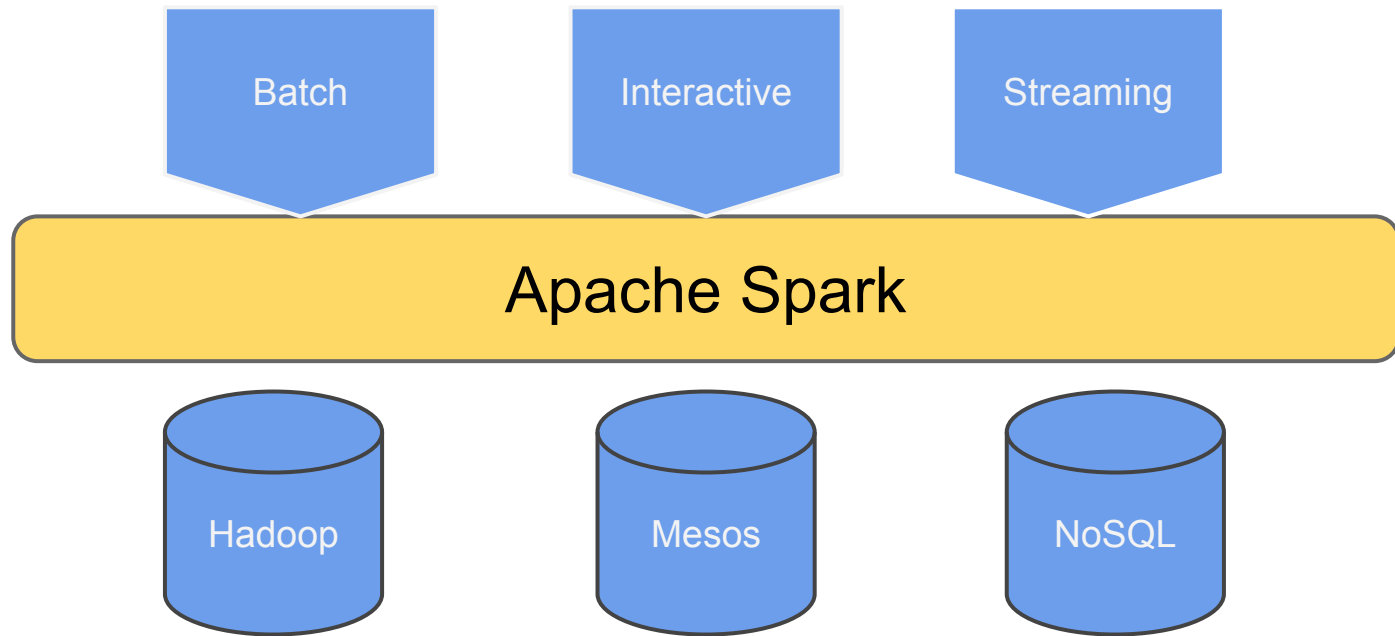 Batch
Interactive
Streaming
Apache Spark
Hadoop
Mesos
NoSQL